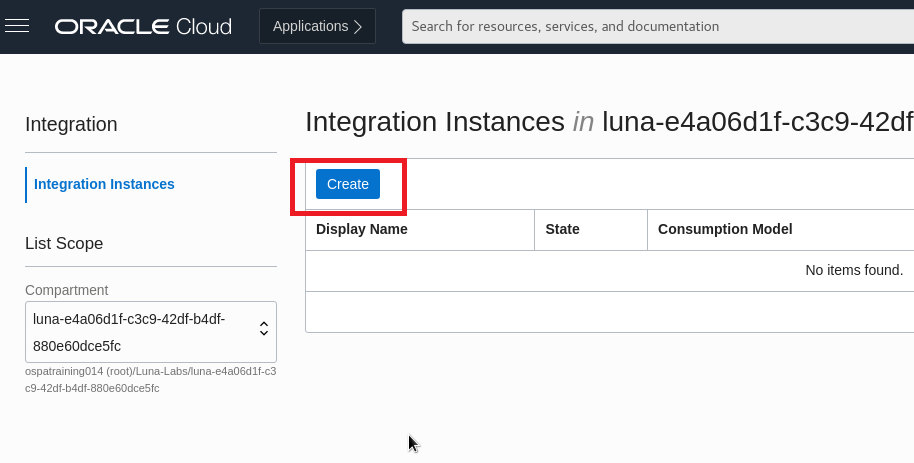 ORACLE Cloud
Applications
Search for resources, services, and documentation
Integration
Integration Instances
List Scope
Compartment
luna-e4a06d1f-c3c9-42df-b4df-
880e60dce5fc
ospatraining014 (root)/Luna-Labs/luna-e4a06d1f-c3
c9-42df-b4df-880e60dce5fc
Integration Instances in luna-e4a06d1f-c3c9-42df
Create
Display Name State Consumption Model
No items found.